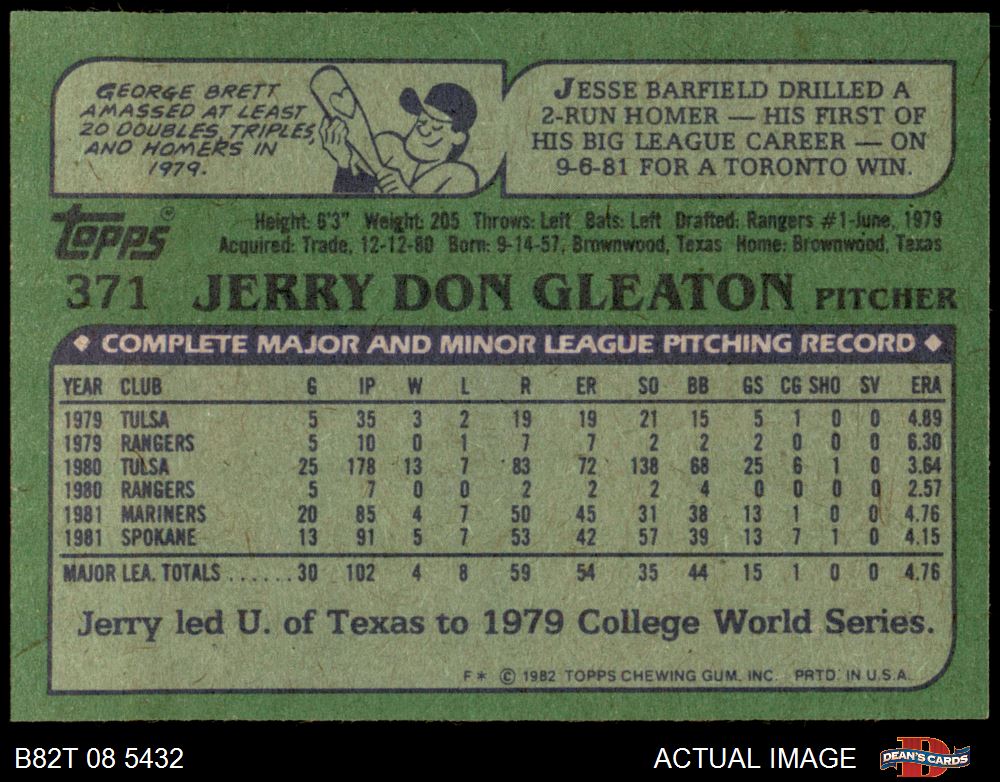 GEORGE BRETT
AMASSED AT LEAST
20 DOUBLES, TRIPLES,
AND HOMERS IN
1979.
JESSE BARFIELD DRILLED A
2-RUN HOMER — HIS FIRST OF
HIS BIG LEAGUE CAREER — ON
9-6-81 FOR A TORONTO WIN.
Topps®
Height: 6'3" Weight: 205 Throws: Left Bats: Left Drafted: Rangers #1-June, 1979
Acquired: Trade, 12-12-80 Born: 9-14-57, Brownwood, Texas Home: Brownwood, Texas
371 JERRY DON GLEATON PITCHER
◆ COMPLETE MAJOR AND MINOR LEAGUE PITCHING RECORD ◆
YEAR CLUB G IP W L R ER SO BB GS CG SHO SV ERA
1979 TULSA 5 35 3 2 19 19 21 15 5 1 0 0 4.89
1979 RANGERS 5 10 0 1 7 7 2 2 2 0 0 0 6.30
1980 TULSA 25 178 13 7 83 72 138 68 25 6 1 0 3.64
1980 RANGERS 5 7 0 0 2 2 2 4 0 0 0 0 2.57
1981 MARINERS 20 85 4 7 50 45 31 38 13 1 0 0 4.76
1981 SPOKANE 13 91 5 7 53 42 57 39 13 7 1 0 4.15
MAJOR LEA. TOTALS ...... 30 102 4 8 59 54 35 44 15 1 0 0 4.76
Jerry led U. of Texas to 1979 College World Series.
F* © 1982 TOPPS CHEWING GUM, INC. PRTD. IN U.S.A.
B82T 08 5432
ACTUAL IMAGE
DEAN'S CARDS